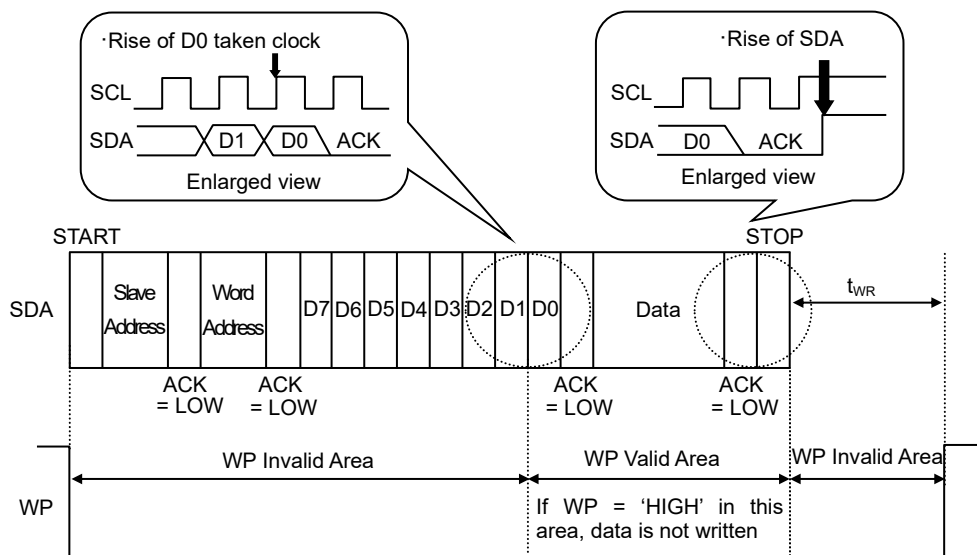 ·Rise of D0 taken clock
SCL
SDA D1 D0 ACK
Enlarged view
·Rise of SDA
SCL
SDA D0 ACK
Enlarged view
START STOP
SDA Slave Address Word Address D7 D6 D5 D4 D3 D2 D1 D0 Data tWR
ACK = LOW ACK = LOW ACK = LOW ACK = LOW
WP Invalid Area WP Valid Area WP Invalid Area
WP
If WP = ‘HIGH’ in this
area, data is not written